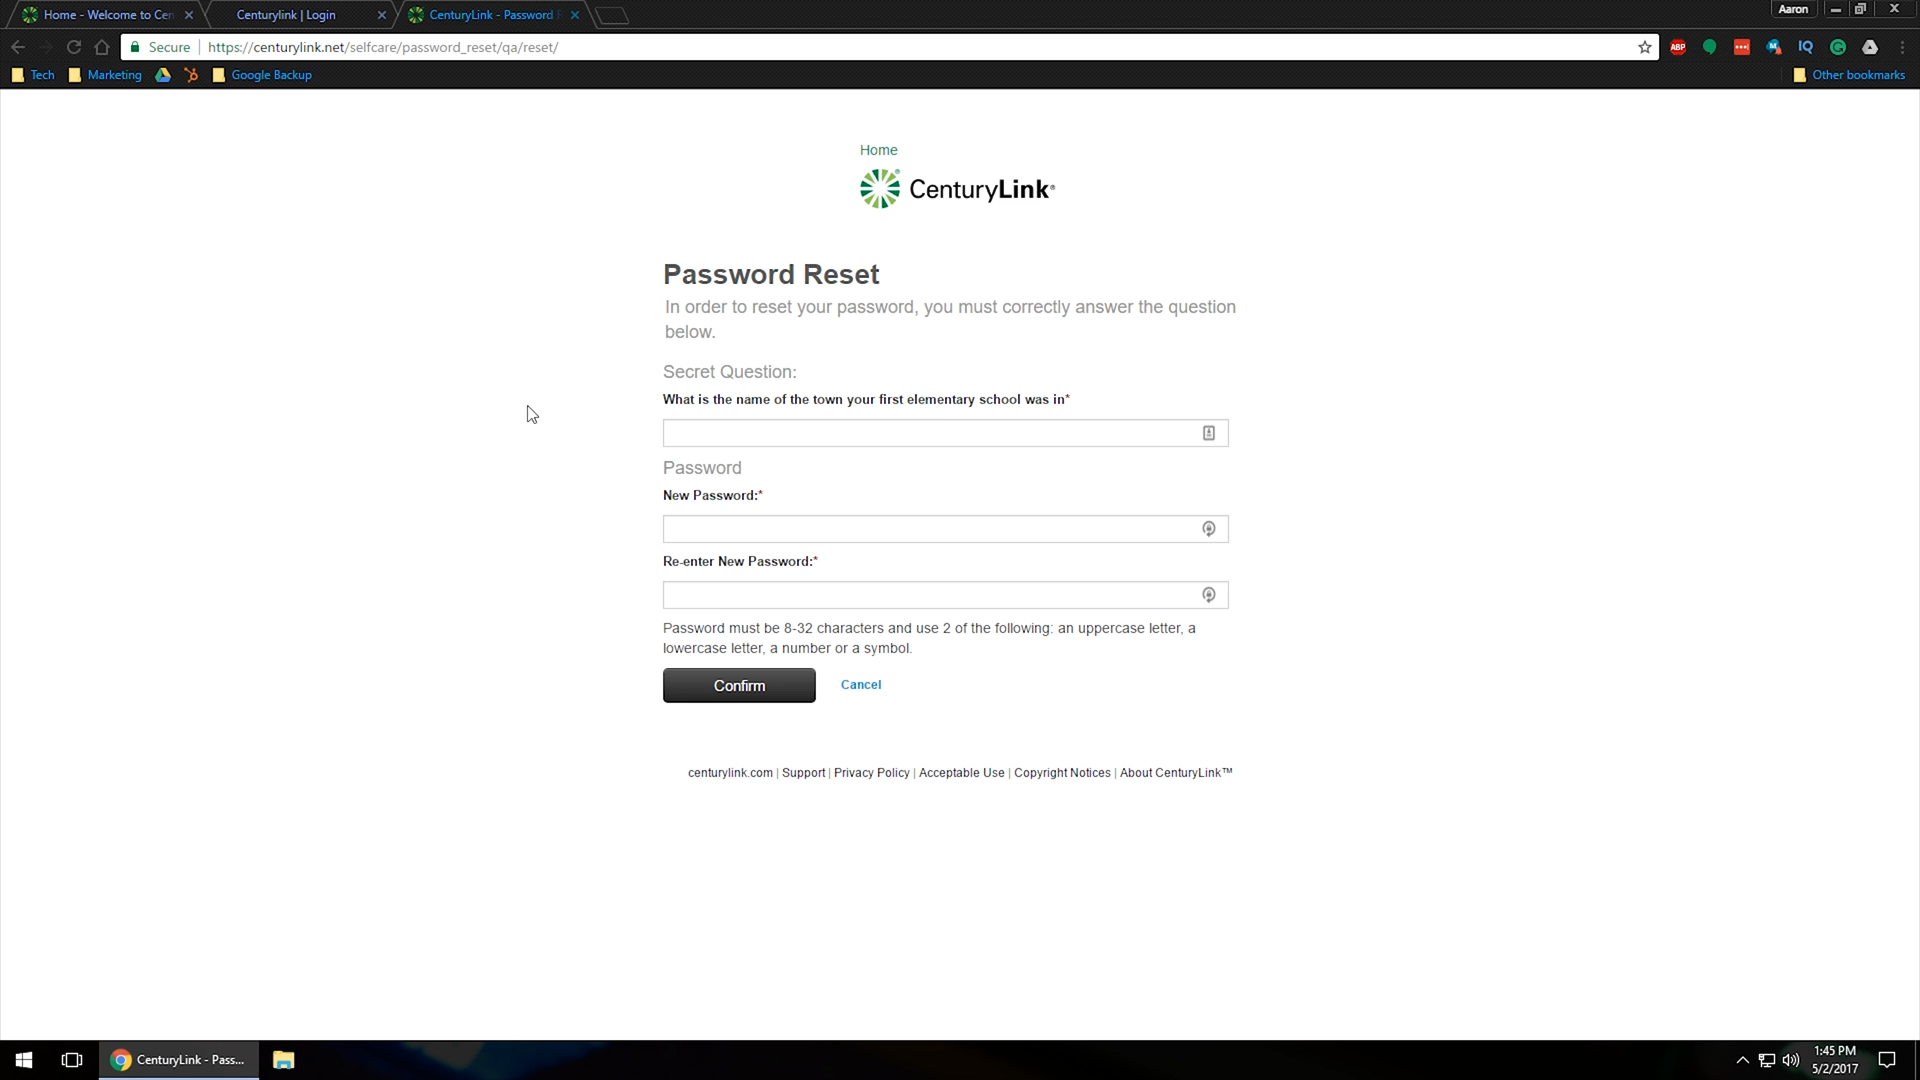 Home - Welcome to Cen
Centurylink | Login
CenturyLink - Password
Aaron
Secure
https://centurylink.net/selfcare/password_reset/qa/reset/
ABP
IQ
Tech
Marketing
Google Backup
Other bookmarks
Home
CenturyLink®
Password Reset
In order to reset your password, you must correctly answer the question
below.
Secret Question:
What is the name of the town your first elementary school was in*
Password
New Password:*
Re-enter New Password:*
Password must be 8-32 characters and use 2 of the following: an uppercase letter, a
lowercase letter, a number or a symbol.
Confirm
Cancel
centurylink.com | Support | Privacy Policy | Acceptable Use | Copyright Notices | About CenturyLink™
CenturyLink - Pass...
1:45 PM
5/2/2017